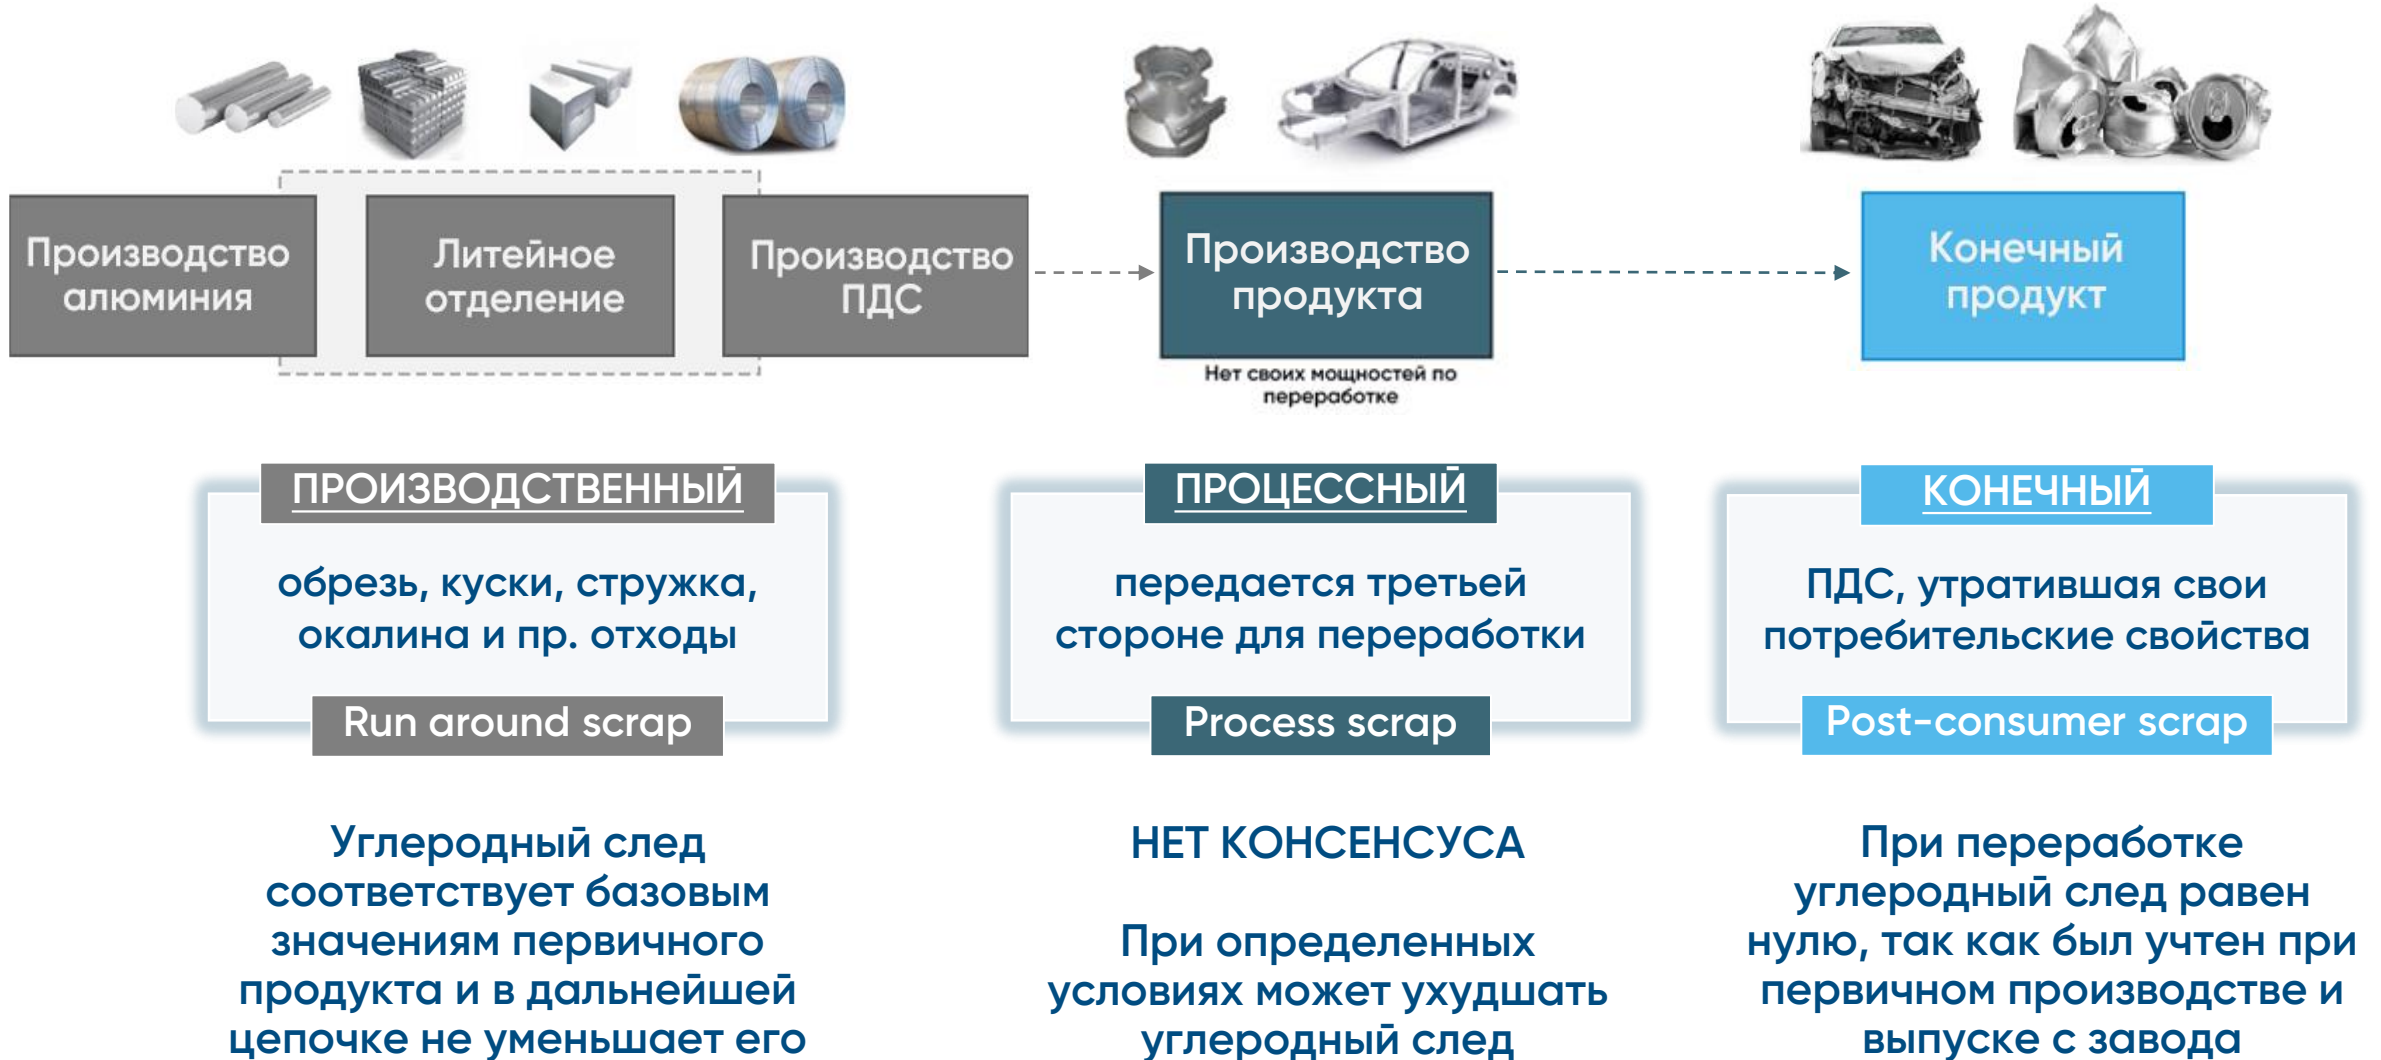 Производство
алюминия
Литейное
отделение
Производство
ПДС
Производство
продукта
Нет своих мощностей по
переработке
Конечный
продукт
ПРОИЗВОДСТВЕННЫЙ
обрезь, куски, стружка,
окалина и пр. отходы
Run around scrap
Углеродный след
соответствует базовым
значениям первичного
продукта и в дальнейшей
цепочке не уменьшает его
ПРОЦЕССНЫЙ
передается третьей
стороне для переработки
Process scrap
НЕТ КОНСЕНСУСА
При определенных
условиях может ухудшать
углеродный след
КОНЕЧНЫЙ
ПДС, утратившая свои
потребительские свойства
Post-consumer scrap
При переработке
углеродный след равен
нулю, так как был учтен при
первичном производстве и
выпуске с завода